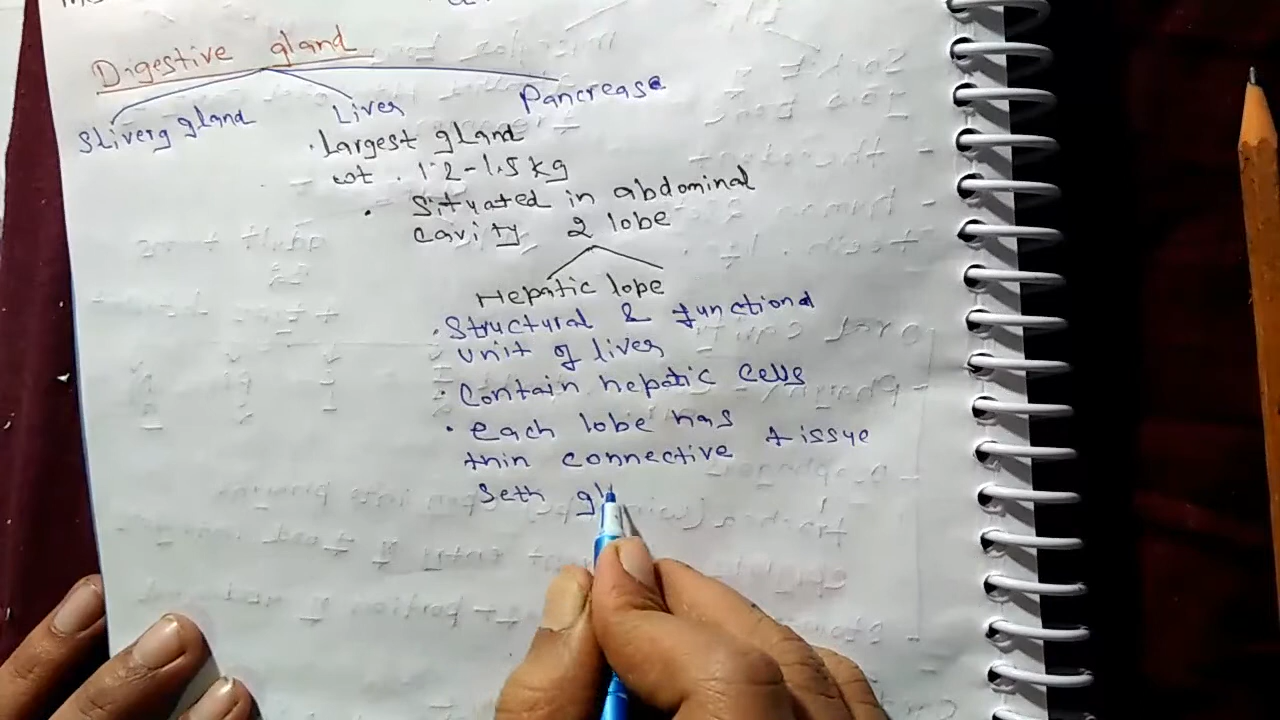 Digestive gland
Sliverg gland Liver Pancrease
• Largest gland
wt. 1.2-1.5 kg
• Situated in abdominal
cavity 2 lobe
Hepatic lobe
• Structural & functional
unit of liver
• Contain hepatic cells
• each lobe has
thin connective tissue
Seth gl